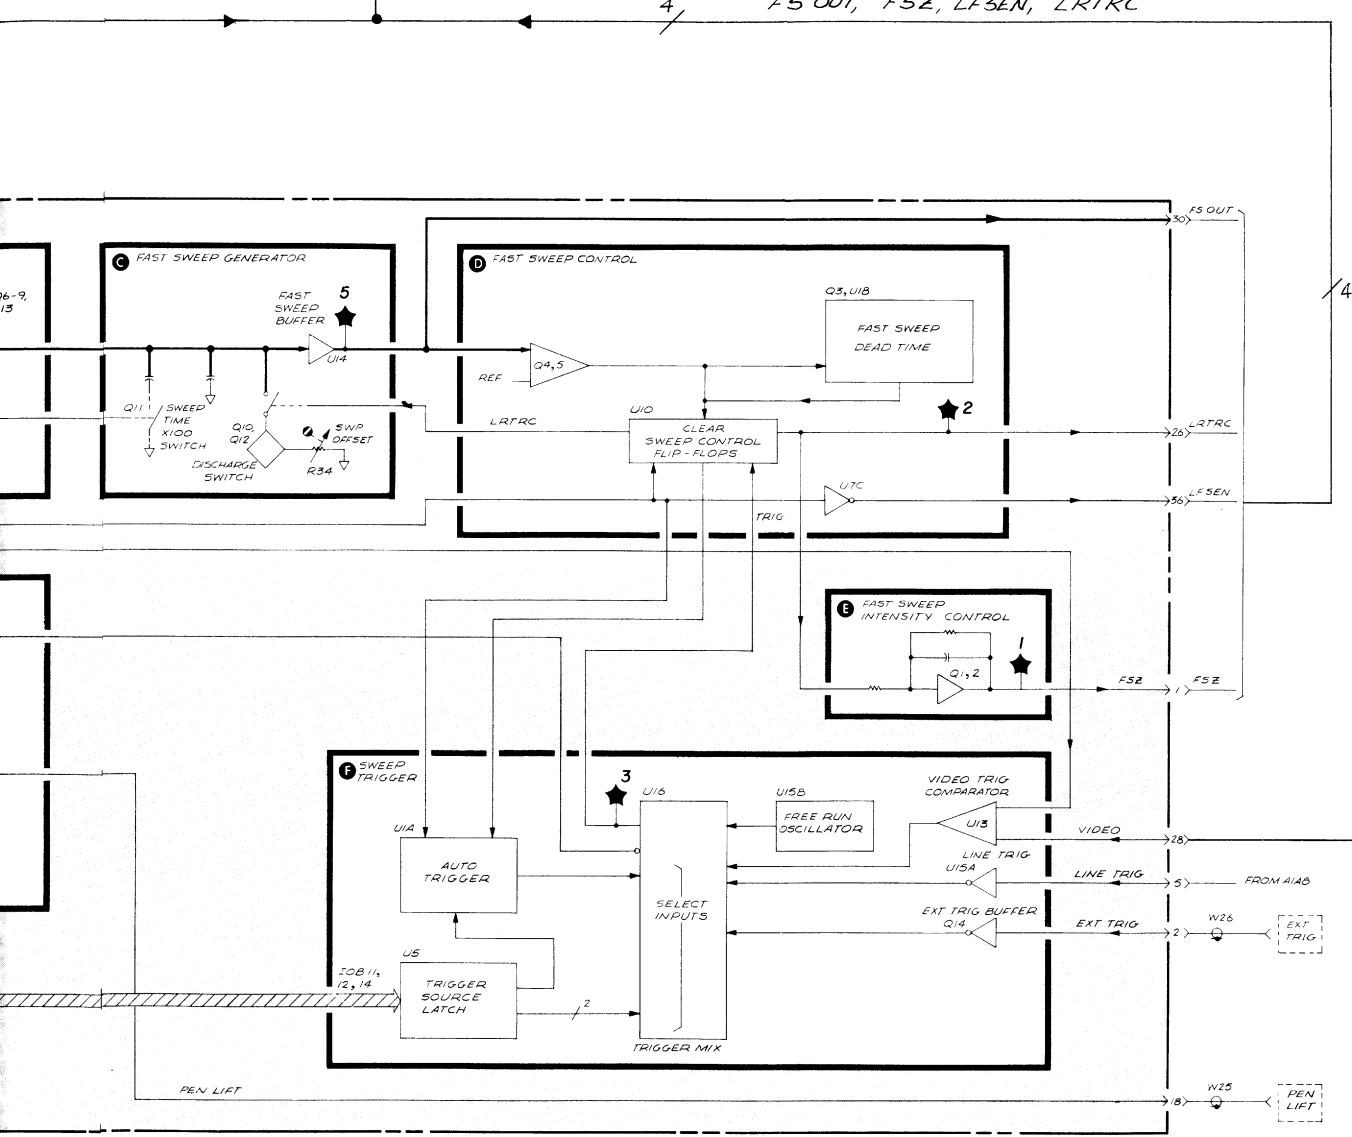 4
FS OUT, FSZ, LFSEN, LRTRC
30
FS OUT
4
Q6-9,
13
C
FAST SWEEP GENERATOR
FAST
SWEEP
BUFFER
5
U14
Q11
SWEEP
TIME
X100
SWITCH
Q10,
Q12
DISCHARGE
SWITCH
SWP
OFFSET
R34
D
FAST SWEEP CONTROL
Q3, U1B
FAST SWEEP
DEAD TIME
Q4,5
REF
U10
CLEAR
SWEEP CONTROL
FLIP-FLOPS
LRTRC
2
26
LRTRC
U7C
36
LFSEN
TRIG
E
FAST SWEEP
INTENSITY CONTROL
1
Q1,2
FSZ
1
FSZ
F
SWEEP
TRIGGER
3
U16
U15B
FREE RUN
OSCILLATOR
VIDEO TRIG
COMPARATOR
U13
VIDEO
28
U1A
AUTO
TRIGGER
LINE TRIG
U15A
LINE TRIG
5
FROM A1A8
SELECT
INPUTS
EXT TRIG BUFFER
Q14
EXT TRIG
2
W26
EXT
TRIG
U5
IOB 11,
12, 14
TRIGGER
SOURCE
LATCH
2
TRIGGER MIX
PEN LIFT
18
W25
PEN
LIFT